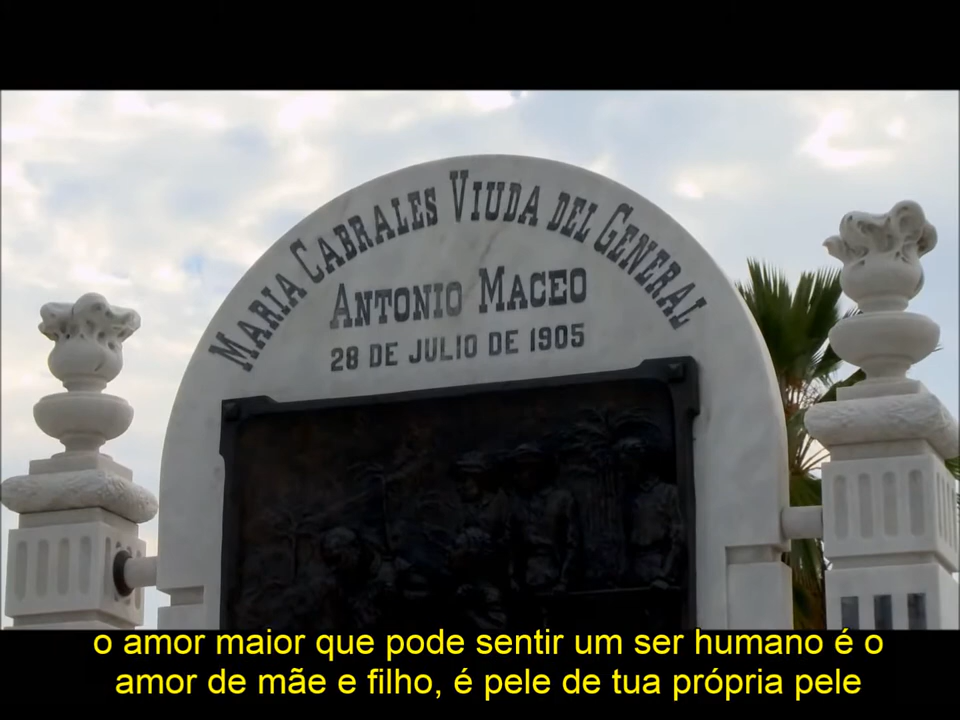 MARIA CABRALES VIUDA DEL GENERAL
ANTONIO MACEO
28 DE JULIO DE 1905
o amor maior que pode sentir um ser humano é o
amor de mãe e filho, é pele de tua própria pele